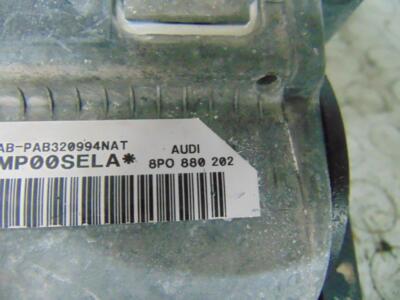 AB-PAB320994NAT AUDI
MP00SELA* 8P0 880 202